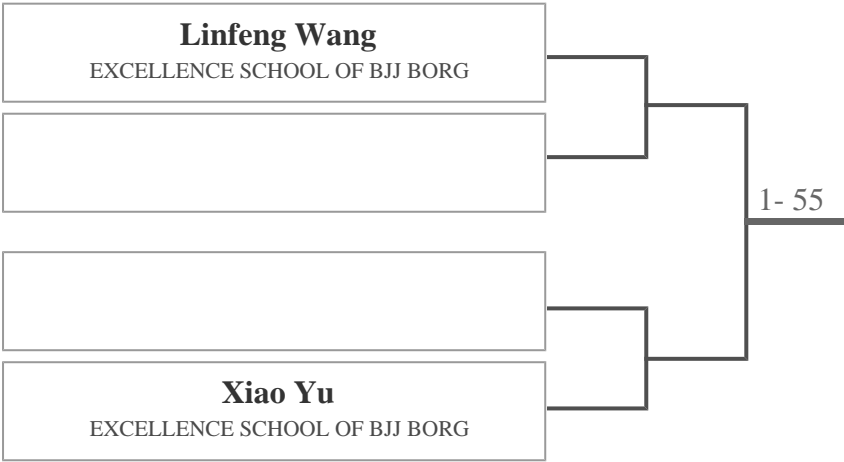 Linfeng Wang
EXCELLENCE SCHOOL OF BJJ BORG
1- 55
Xiao Yu
EXCELLENCE SCHOOL OF BJJ BORG